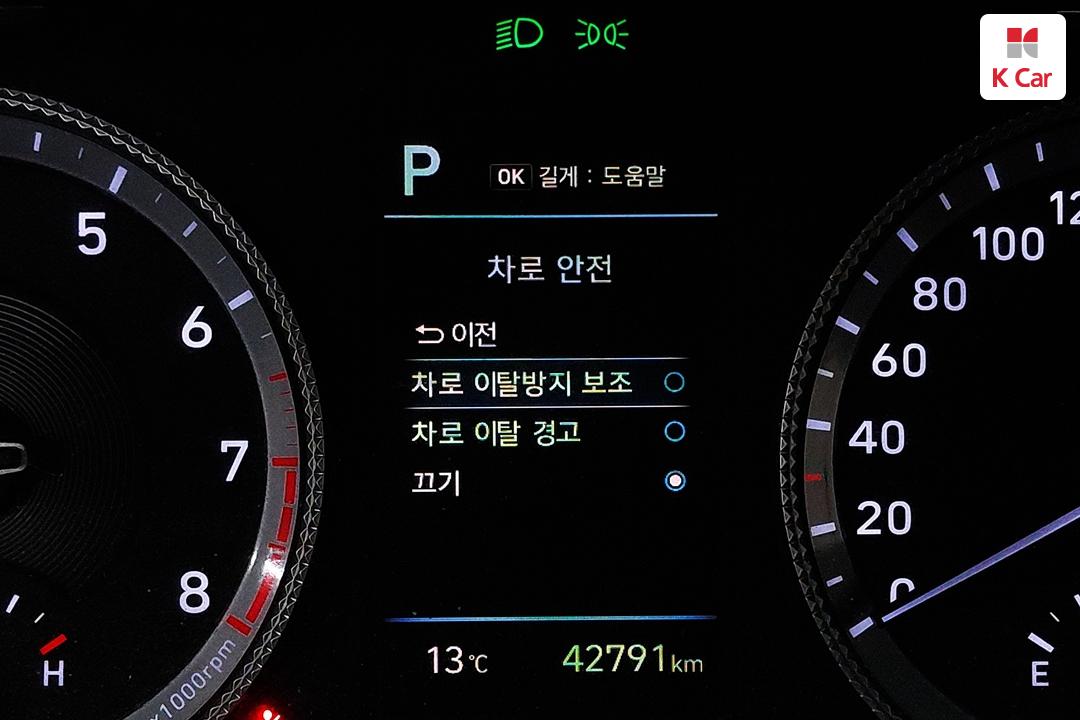 K Car
P
OK 길게 : 도움말
차로 안전
이전
차로 이탈방지 보조
차로 이탈 경고
끄기
13℃
42791km
5
6
7
8
x1000rpm
H
100
80
60
40
20
0
E